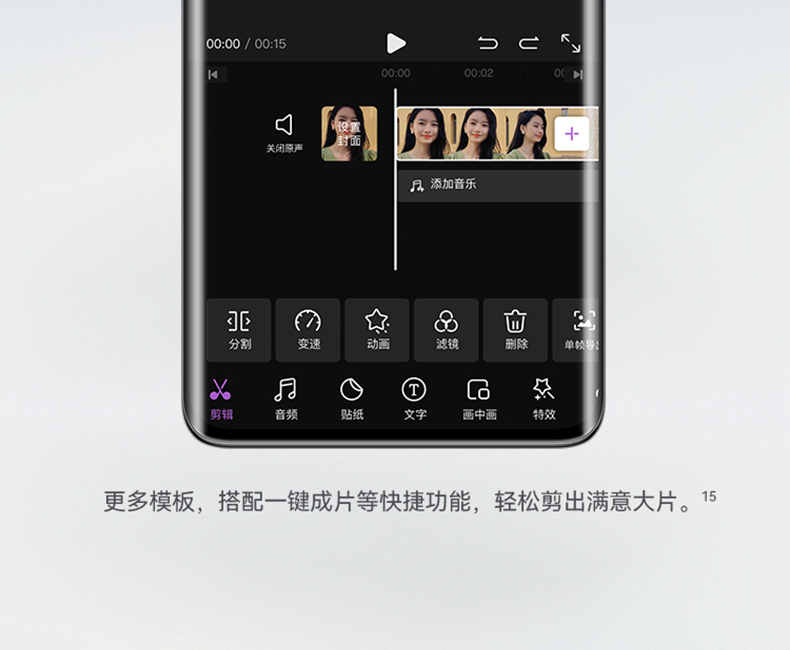 00:00 / 00:15
00:00
00:02
关闭原声
设置
封面
添加音乐
分割
变速
动画
滤镜
删除
单帧导
剪辑
音频
贴纸
文字
画中画
特效
更多模板，搭配一键成片等快捷功能，轻松剪出满意大片。15